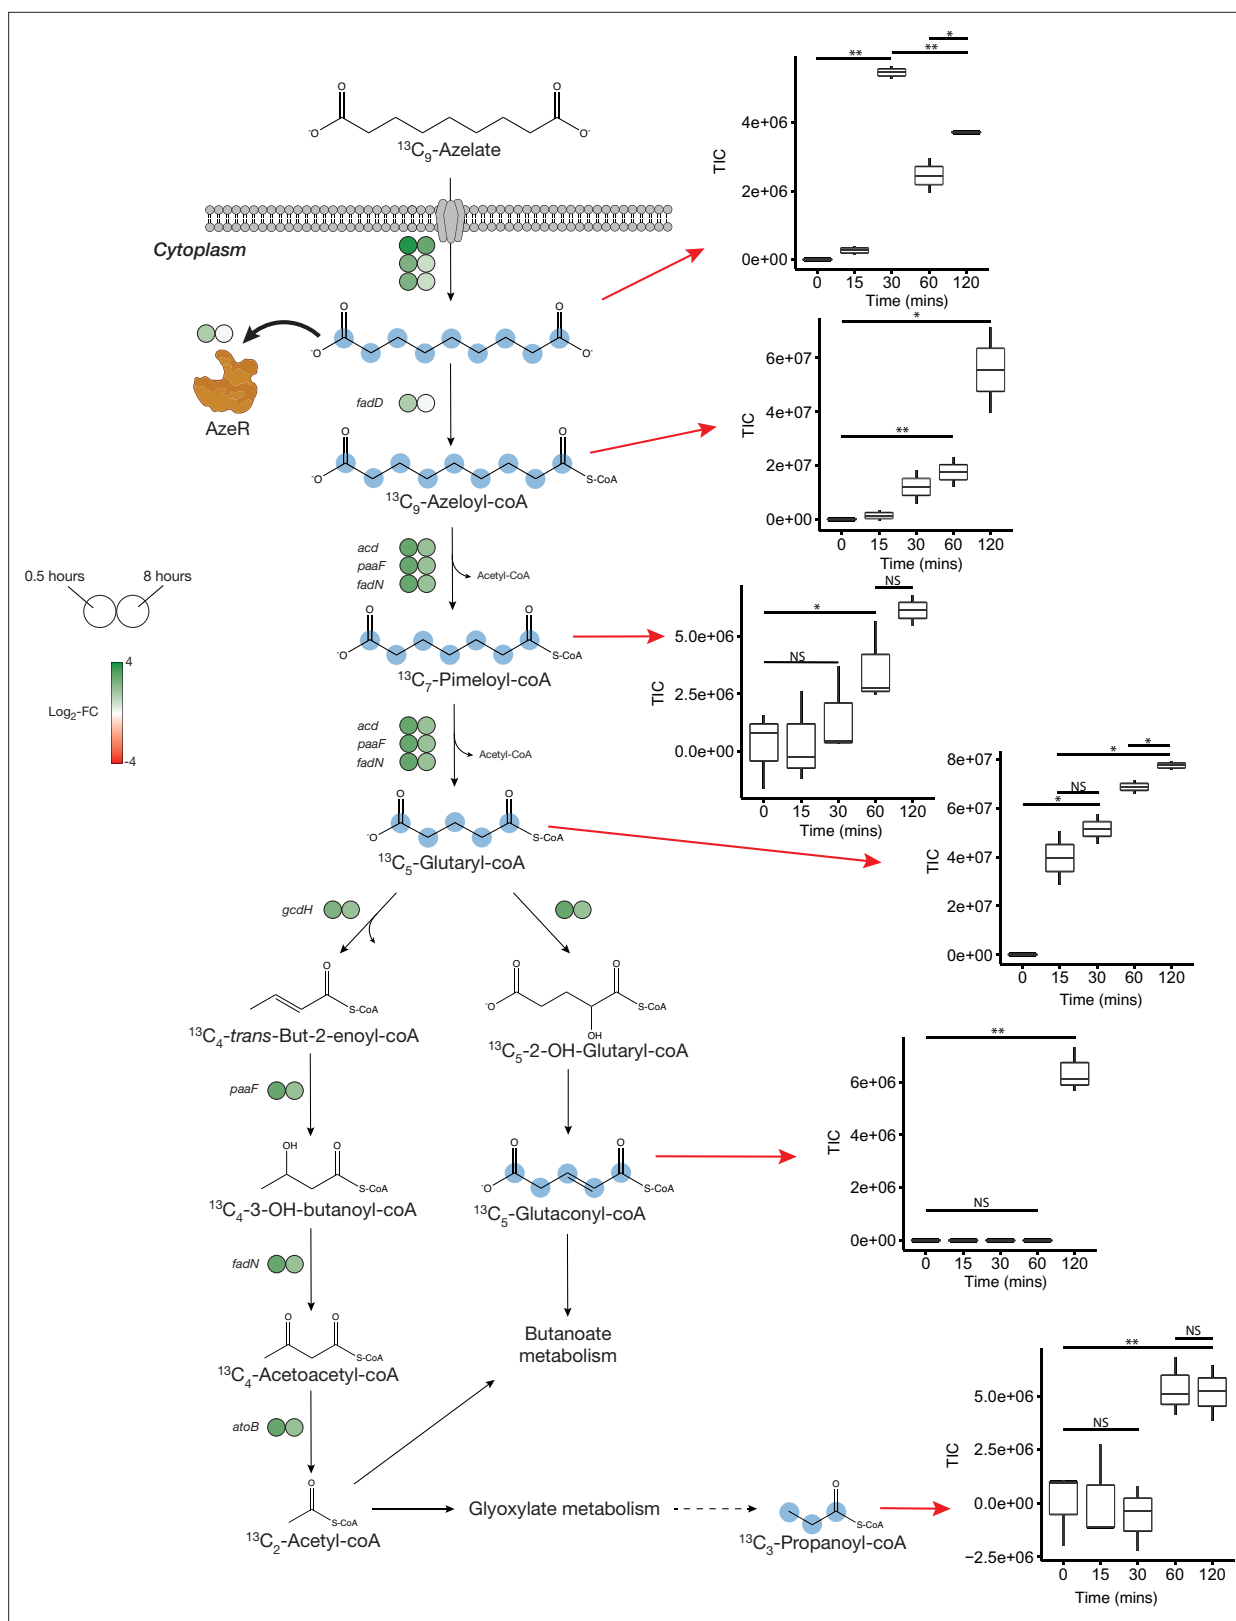 O
O
-O
O-
13C9-Azelate
Cytoplasm
O
O
-O
O-
AzeR
fadD
O
O
-O
S-CoA
13C9-Azeloyl-coA
acd
paaF
fadN
Acetyl-CoA
0.5 hours
8 hours
4
Log2-FC
-4
O
O
-O
S-CoA
13C7-Pimeloyl-coA
acd
paaF
fadN
Acetyl-CoA
O
O
-O
S-CoA
13C5-Glutaryl-coA
gcdH
O
S-CoA
13C4-trans-But-2-enoyl-coA
O
O
-O
S-CoA
OH
13C5-2-OH-Glutaryl-coA
paaF
OH
O
S-CoA
13C4-3-OH-butanoyl-coA
O
O
-O
S-CoA
13C5-Glutaconyl-coA
fadN
O
O
S-CoA
13C4-Acetoacetyl-coA
Butanoate
metabolism
atoB
O
S-CoA
13C2-Acetyl-coA
Glyoxylate metabolism
O
S-CoA
13C3-Propanoyl-coA
*
** **
TIC
4e+06
2e+06
0e+00
0 15 30 60 120
Time (mins)
*
**
TIC
6e+07
4e+07
2e+07
0e+00
0 15 30 60 120
Time (mins)
NS
*
NS
TIC
5.0e+06
2.5e+06
0.0e+00
0 15 30 60 120
Time (mins)
*
*
NS
*
TIC
8e+07
6e+07
4e+07
2e+07
0e+00
0 15 30 60 120
Time (mins)
**
NS
TIC
6e+06
4e+06
2e+06
0e+00
0 15 30 60 120
Time (mins)
NS
**
NS
TIC
5.0e+06
2.5e+06
0.0e+00
−2.5e+06
0 15 30 60 120
Time (mins)